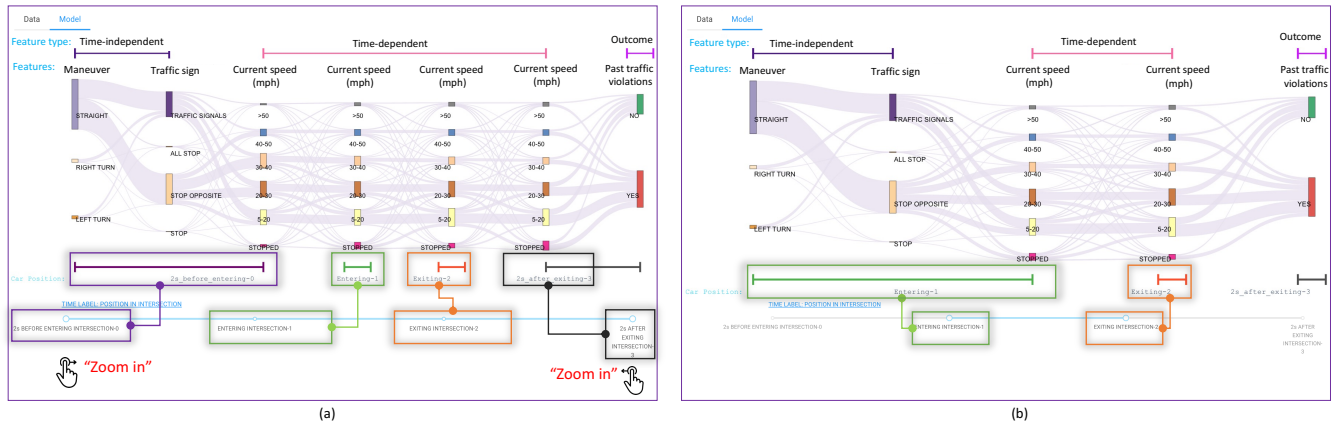 Data Model
Feature type: Time-independent Time-dependent Outcome
Features: Maneuver Traffic sign Current speed (mph) Current speed (mph) Current speed (mph) Current speed (mph) Past traffic violations
STRAIGHT TRAFFIC SIGNALS >50 >50 >50 >50 NO
ALL STOP 40-50 40-50 40-50 40-50
RIGHT TURN 30-40 30-40 30-40 30-40
STOP OPPOSITE 20-30 20-30 20-30 20-30 YES
LEFT TURN 5-20 5-20 5-20 5-20
STOP STOPPED STOPPED STOPPED STOPPED
Car Position: 2s_before_entering-0 Entering-1 Exiting-2 2s_after_exiting-3
TIME LABEL: POSITION IN INTERSECTION
2s BEFORE ENTERING INTERSECTION-0 ENTERING INTERSECTION-1 EXITING INTERSECTION-2 2s AFTER EXITING INTERSECTION-3
"Zoom in" "Zoom in"
(a)
Data Model
Feature type: Time-independent Time-dependent Outcome
Features: Maneuver Traffic sign Current speed (mph) Current speed (mph) Past traffic violations
STRAIGHT TRAFFIC SIGNALS >50 >50 NO
ALL STOP 40-50 40-50
RIGHT TURN 30-40 30-40
STOP OPPOSITE 20-30 20-30 YES
LEFT TURN 5-20 5-20
STOP STOPPED STOPPED
Car Position: Entering-1 Exiting-2 2s_after_exiting-3
TIME LABEL: POSITION IN INTERSECTION
2s BEFORE ENTERING INTERSECTION-0 ENTERING INTERSECTION-1 EXITING INTERSECTION-2 2s AFTER EXITING INTERSECTION-3
(b)